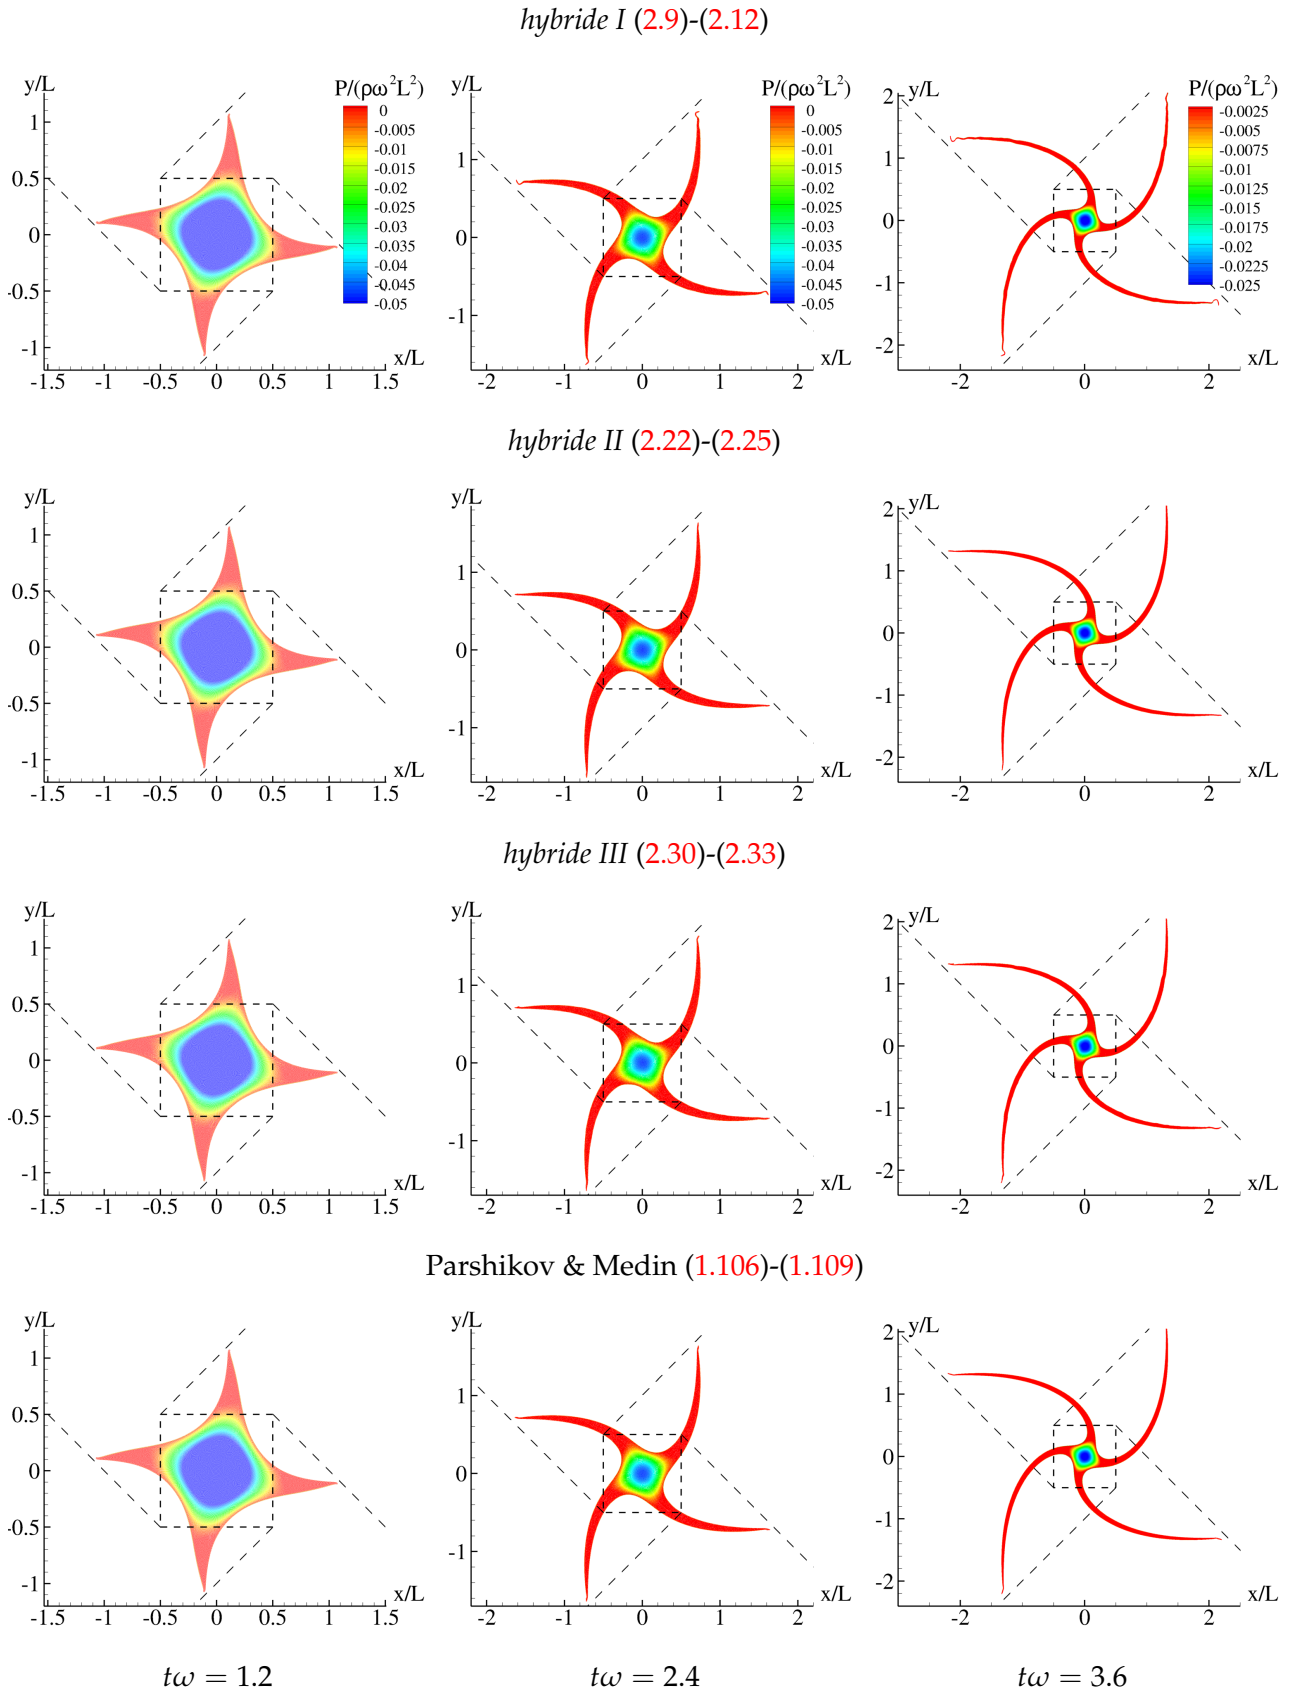 hybride I (2.9)-(2.12)
y/L
P/(ρω²L²)
1
0.5
0
-0.5
-1
0
-0.005
-0.01
-0.015
-0.02
-0.025
-0.03
-0.035
-0.04
-0.045
-0.05
x/L
-1.5 -1 -0.5 0 0.5 1 1.5
y/L
P/(ρω²L²)
1
0
-1
0
-0.005
-0.01
-0.015
-0.02
-0.025
-0.03
-0.035
-0.04
-0.045
-0.05
x/L
-2 -1 0 1 2
y/L
P/(ρω²L²)
2
1
0
-1
-2
-0.0025
-0.005
-0.0075
-0.01
-0.0125
-0.015
-0.0175
-0.02
-0.0225
-0.025
x/L
-2 0 2
hybride II (2.22)-(2.25)
y/L
1
0.5
0
-0.5
-1
x/L
-1.5 -1 -0.5 0 0.5 1 1.5
y/L
1
0
-1
x/L
-2 -1 0 1 2
y/L
2
1
0
-1
-2
x/L
-2 0 2
hybride III (2.30)-(2.33)
y/L
1
0.5
0
-0.5
-1
x/L
-1.5 -1 -0.5 0 0.5 1 1.5
y/L
1
0
-1
x/L
-2 -1 0 1 2
y/L
2
1
0
-1
-2
x/L
-2 0 2
Parshikov & Medin (1.106)-(1.109)
y/L
1
0.5
0
-0.5
-1
x/L
-1.5 -1 -0.5 0 0.5 1 1.5
y/L
1
0
-1
x/L
-2 -1 0 1 2
y/L
2
1
0
-1
-2
x/L
-2 0 2
tω = 1.2
tω = 2.4
tω = 3.6